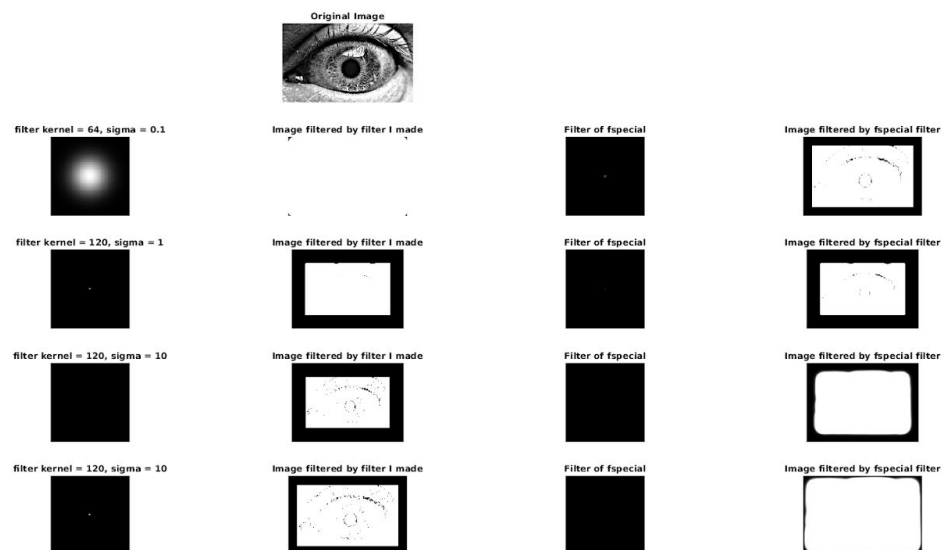 Original Image
filter kernel = 64, sigma = 0.1
Image filtered by filter I made
Filter of fspecial
Image filtered by fspecial filter
filter kernel = 120, sigma = 1
Image filtered by filter I made
Filter of fspecial
Image filtered by fspecial filter
filter kernel = 120, sigma = 10
Image filtered by filter I made
Filter of fspecial
Image filtered by fspecial filter
filter kernel = 120, sigma = 10
Image filtered by filter I made
Filter of fspecial
Image filtered by fspecial filter